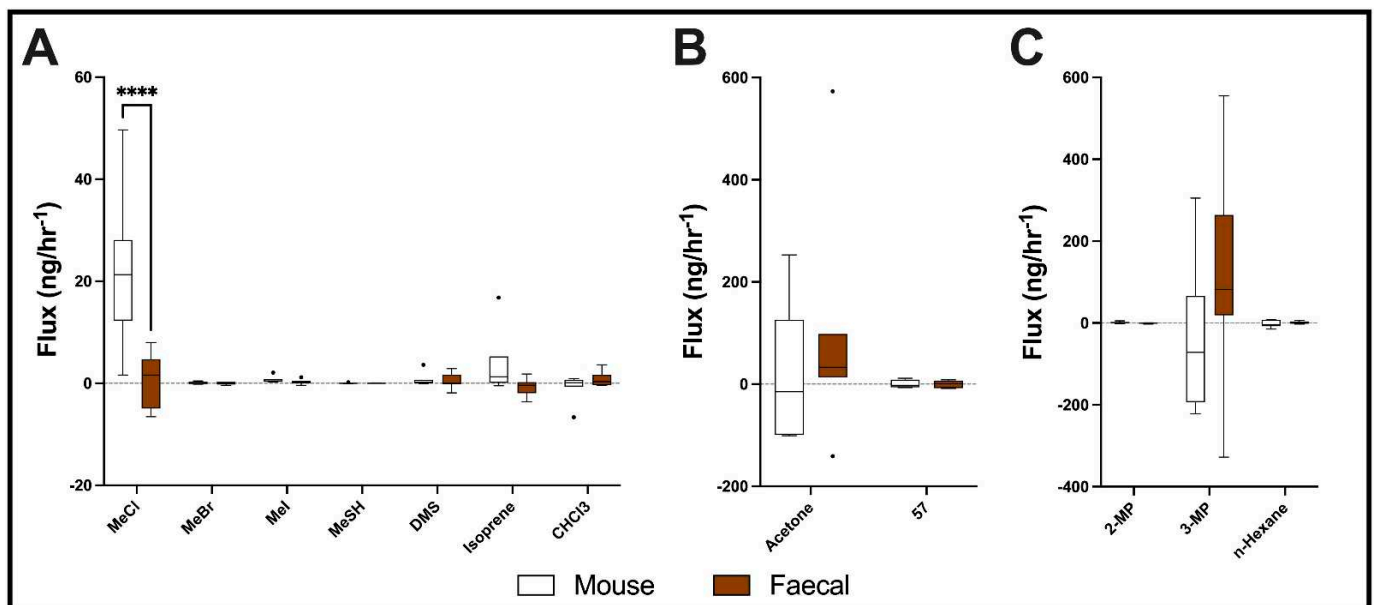 A
Flux (ng/hr⁻¹)
60
40
20
0
-20
****
MeCl
MeBr
MeI
MeSH
DMS
Isoprene
CHCl3
B
Flux (ng/hr⁻¹)
600
400
200
0
-200
Acetone
57
C
Flux (ng/hr⁻¹)
600
400
200
0
-200
-400
2-MP
3-MP
n-Hexane
Mouse
Faecal